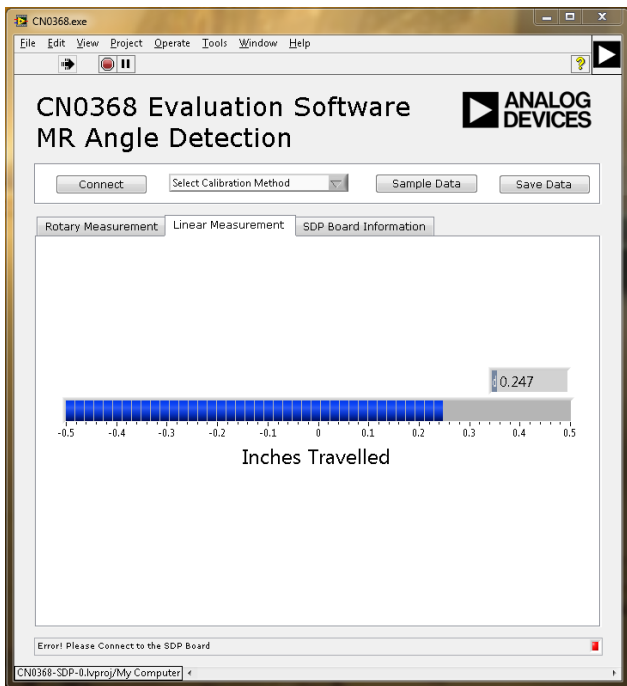 CN0368.exe
File Edit View Project Operate Tools Window Help
?
CN0368 Evaluation Software
MR Angle Detection
ANALOG
DEVICES
Connect Select Calibration Method Sample Data Save Data
Rotary Measurement Linear Measurement SDP Board Information
0.247
-0.5 -0.4 -0.3 -0.2 -0.1 0 0.1 0.2 0.3 0.4 0.5
Inches Travelled
Error! Please Connect to the SDP Board
CN0368-SDP-0.lvproj/My Computer